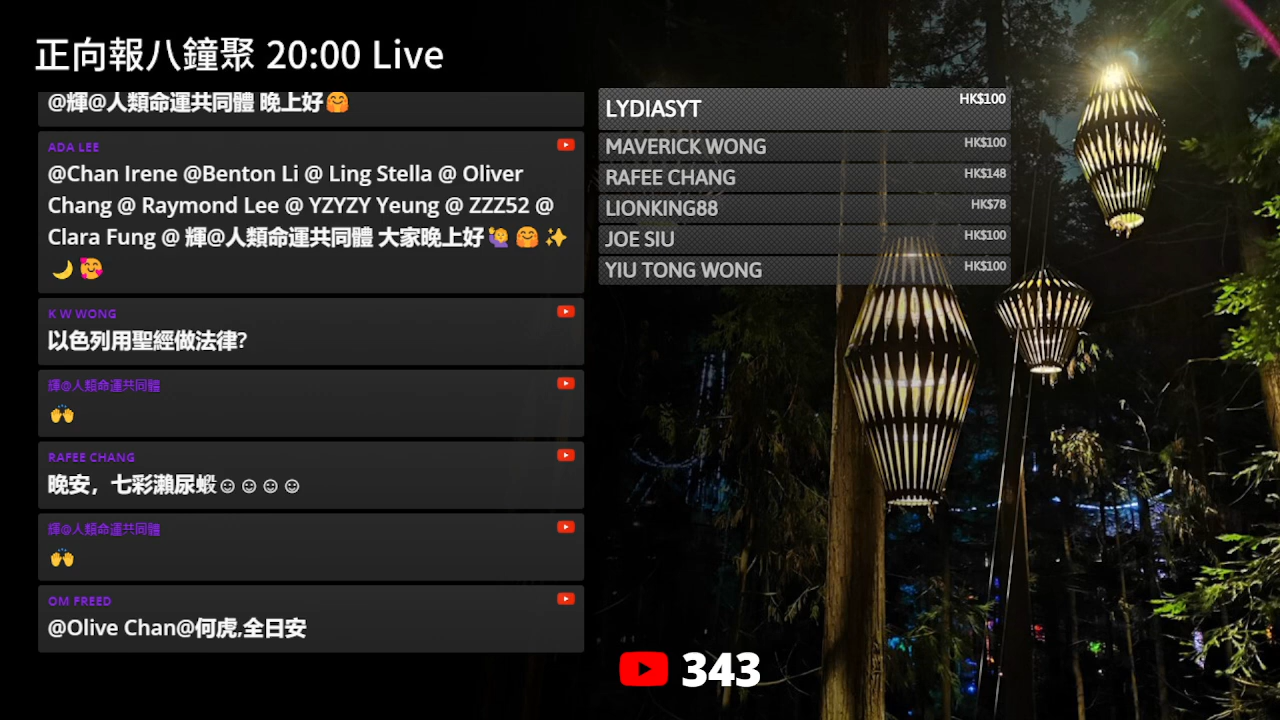 正向報八鐘聚 20:00 Live
@輝@人類命運共同體 晚上好🤗
ADA LEE
@Chan Irene @Benton Li @ Ling Stella @ Oliver
Chang @ Raymond Lee @ YZYZY Yeung @ ZZZ52 @
Clara Fung @ 輝@人類命運共同體 大家晚上好🙋🤗✨
🌙🥰
K W WONG
以色列用聖經做法律?
輝@人類命運共同體
🙌
RAFEE CHANG
晚安，七彩瀨尿蝦☺☺☺☺
輝@人類命運共同體
🙌
OM FREED
@Olive Chan@何虎,全日安
LYDIASYT HK$100
MAVERICK WONG HK$100
RAFEE CHANG HK$148
LIONKING88 HK$78
JOE SIU HK$100
YIU TONG WONG HK$100
343